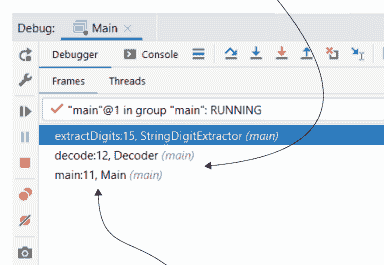 Debug: Main ×
Debugger Console
Frames Threads
"main"@1 in group "main": RUNNING
extractDigits:15, StringDigitExtractor (main)
decode:12, Decoder (main)
main:11, Main (main)